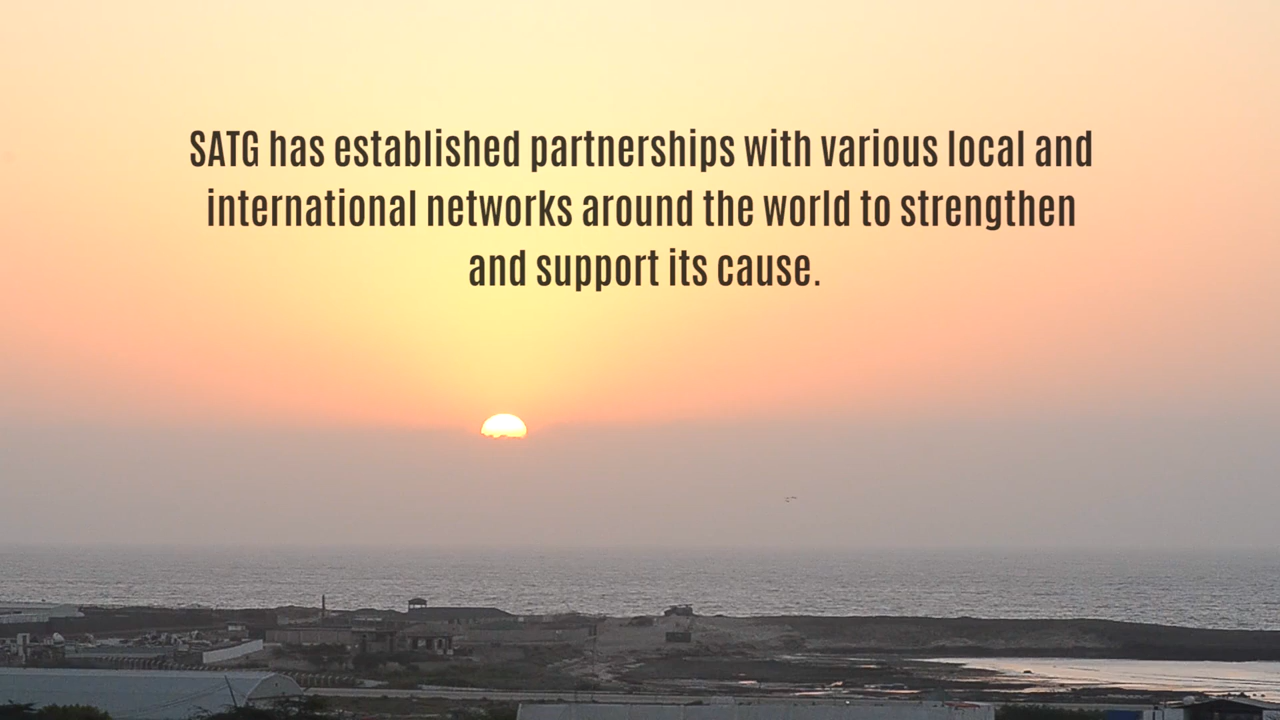 SATG has established partnerships with various local and
international networks around the world to strengthen
and support its cause.